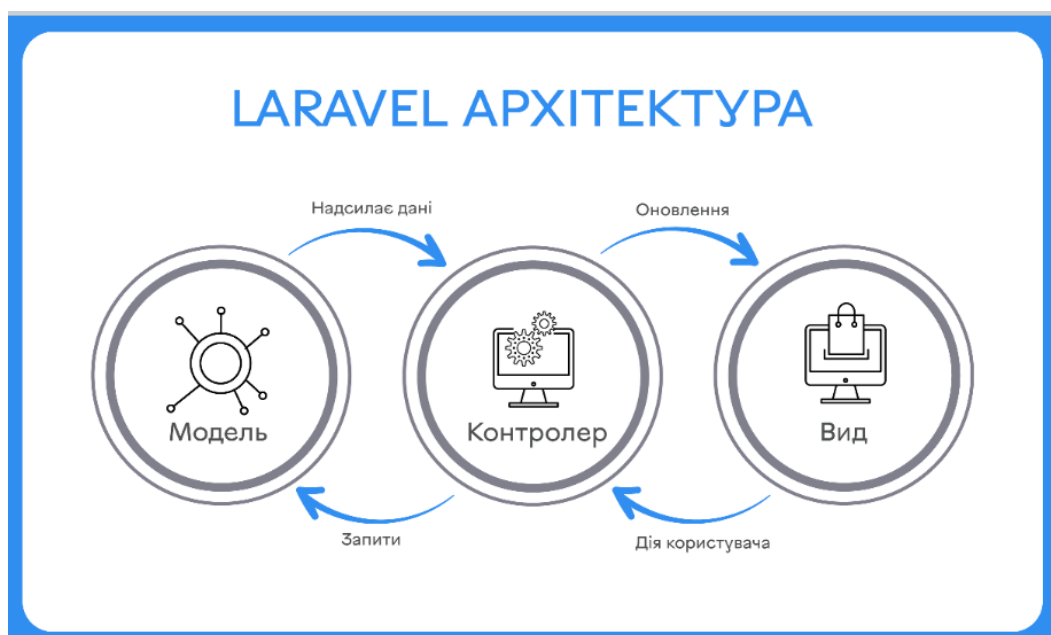 LARAVEL АРХІТЕКТУРА
Надсилає дані
Оновлення
Модель
Контролер
Вид
Запити
Дія користувача